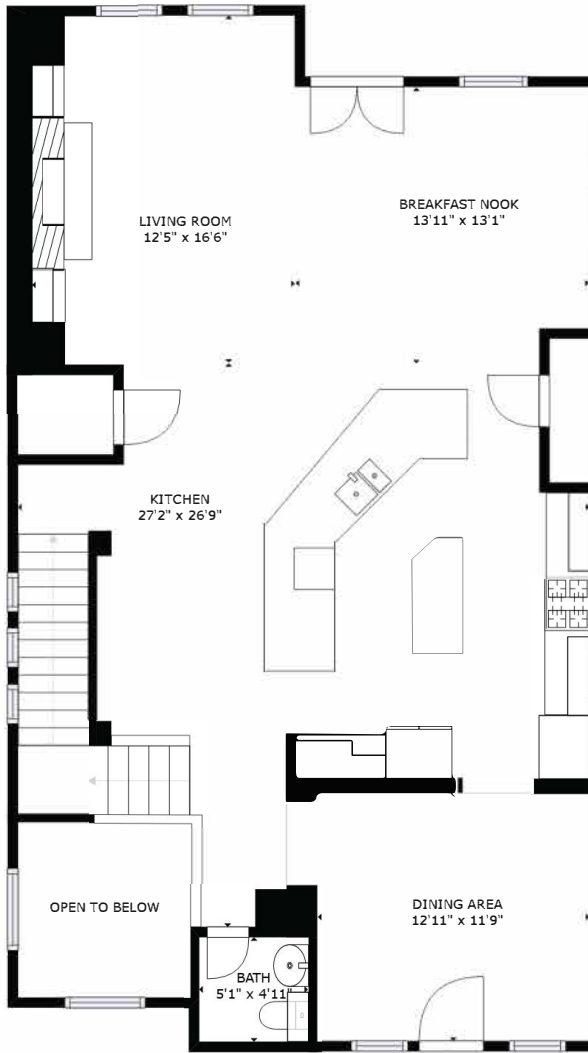 LIVING ROOM
12'5" x 16'6"
BREAKFAST NOOK
13'11" x 13'1"
KITCHEN
27'2" x 26'9"
OPEN TO BELOW
DINING AREA
12'11" x 11'9"
BATH
5'1" x 4'11"